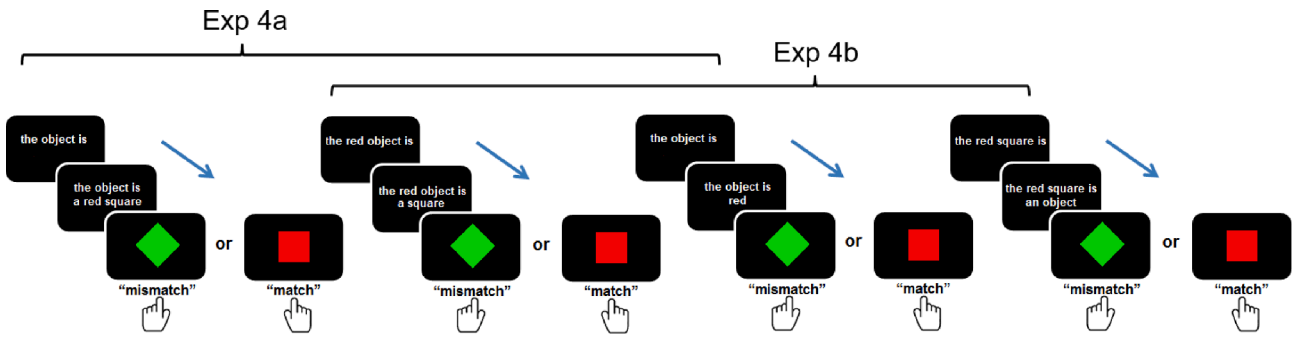 Exp 4a
Exp 4b
the object is
the object is
a red square
or
"mismatch"
"match"
the red object is
the red object is
a square
or
"mismatch"
"match"
the object is
the object is
red
or
"mismatch"
"match"
the red square is
the red square is
an object
or
"mismatch"
"match"